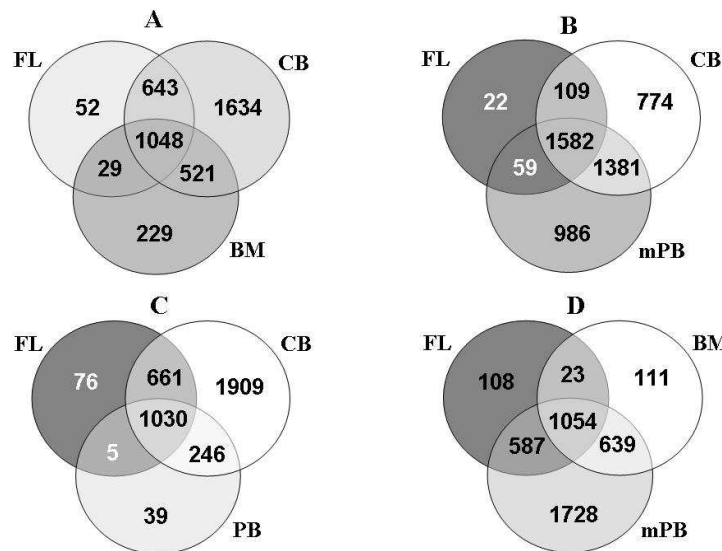 A
B
FL
CB
FL
CB
52
643
1634
22
109
774
1048
1582
29
521
59
1381
229
986
BM
mPB
C
D
FL
CB
FL
BM
76
661
1909
108
23
111
1030
1054
5
246
587
639
39
1728
PB
mPB